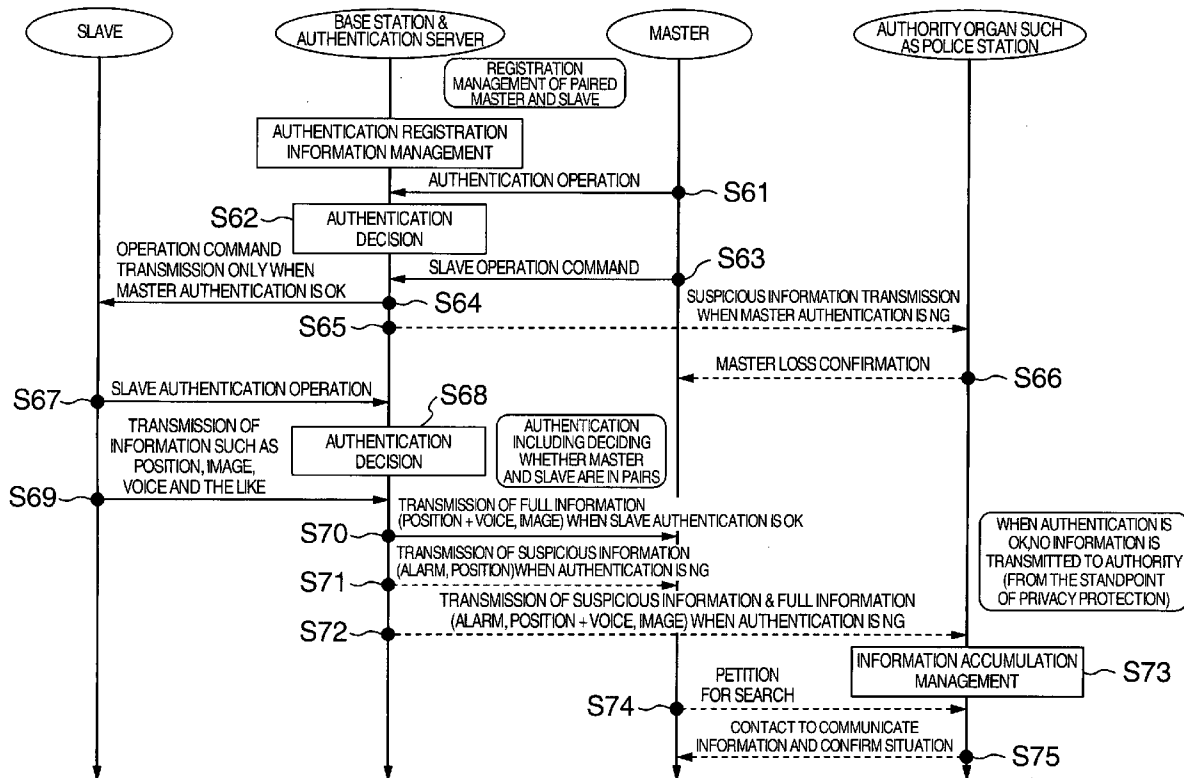 SLAVE
BASE STATION &
AUTHENTICATION SERVER
MASTER
AUTHORITY ORGAN SUCH
AS POLICE STATION
REGISTRATION
MANAGEMENT OF PAIRED
MASTER AND SLAVE
AUTHENTICATION REGISTRATION
INFORMATION MANAGEMENT
AUTHENTICATION OPERATION
S61
S62
AUTHENTICATION
DECISION
OPERATION COMMAND
TRANSMISSION ONLY WHEN
MASTER AUTHENTICATION IS OK
SLAVE OPERATION COMMAND
S63
S64
SUSPICIOUS INFORMATION TRANSMISSION
WHEN MASTER AUTHENTICATION IS NG
S65
MASTER LOSS CONFIRMATION
S66
S67
SLAVE AUTHENTICATION OPERATION
S68
AUTHENTICATION
DECISION
AUTHENTICATION
INCLUDING DECIDING
WHETHER MASTER
AND SLAVE ARE IN PAIRS
TRANSMISSION OF
INFORMATION SUCH AS
POSITION, IMAGE,
VOICE AND THE LIKE
S69
TRANSMISSION OF FULL INFORMATION
(POSITION + VOICE, IMAGE) WHEN SLAVE AUTHENTICATION IS OK
S70
TRANSMISSION OF SUSPICIOUS INFORMATION
(ALARM, POSITION)WHEN AUTHENTICATION IS NG
S71
WHEN AUTHENTICATION IS
OK,NO INFORMATION IS
TRANSMITTED TO AUTHORITY
(FROM THE STANDPOINT
OF PRIVACY PROTECTION)
TRANSMISSION OF SUSPICIOUS INFORMATION & FULL INFORMATION
(ALARM, POSITION + VOICE, IMAGE) WHEN AUTHENTICATION IS NG
S72
INFORMATION ACCUMULATION
MANAGEMENT
S73
PETITION
FOR SEARCH
S74
CONTACT TO COMMUNICATE
INFORMATION AND CONFIRM SITUATION
S75